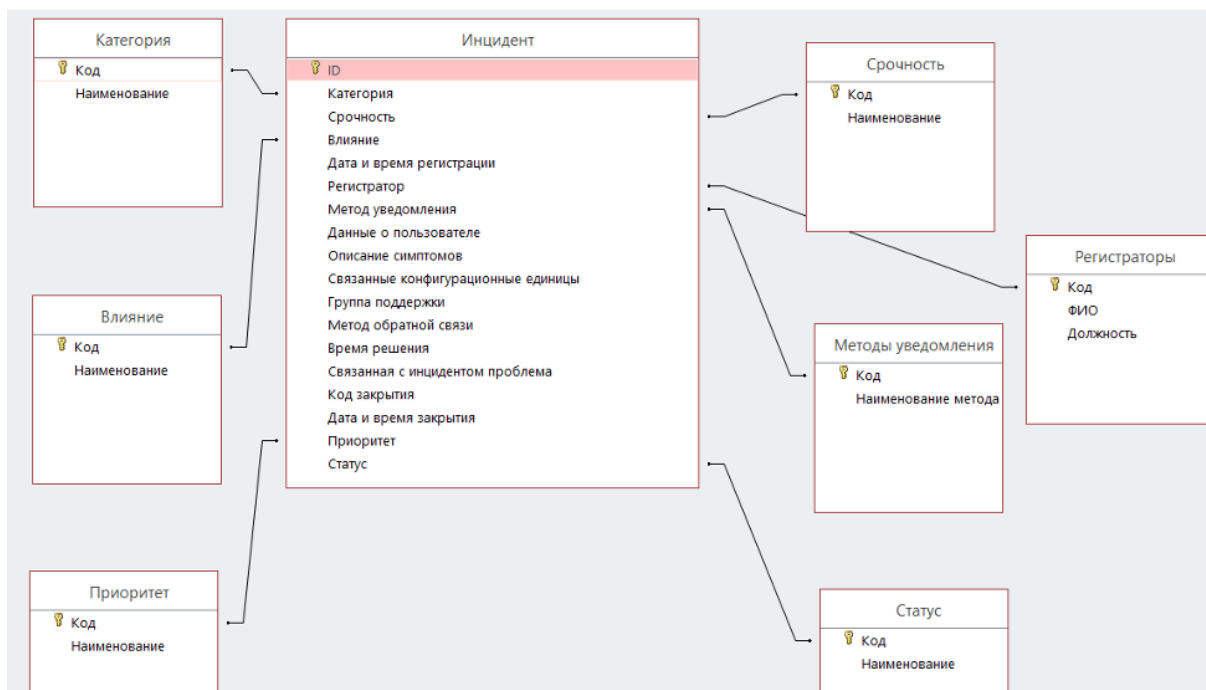 Категория
Код
Наименование
Инцидент
ID
Категория
Срочность
Влияние
Дата и время регистрации
Регистратор
Метод уведомления
Данные о пользователе
Описание симптомов
Связанные конфигурационные единицы
Группа поддержки
Метод обратной связи
Время решения
Связанная с инцидентом проблема
Код закрытия
Дата и время закрытия
Приоритет
Статус
Срочность
Код
Наименование
Регистраторы
Код
ФИО
Должность
Влияние
Код
Наименование
Методы уведомления
Код
Наименование метода
Приоритет
Код
Наименование
Статус
Код
Наименование